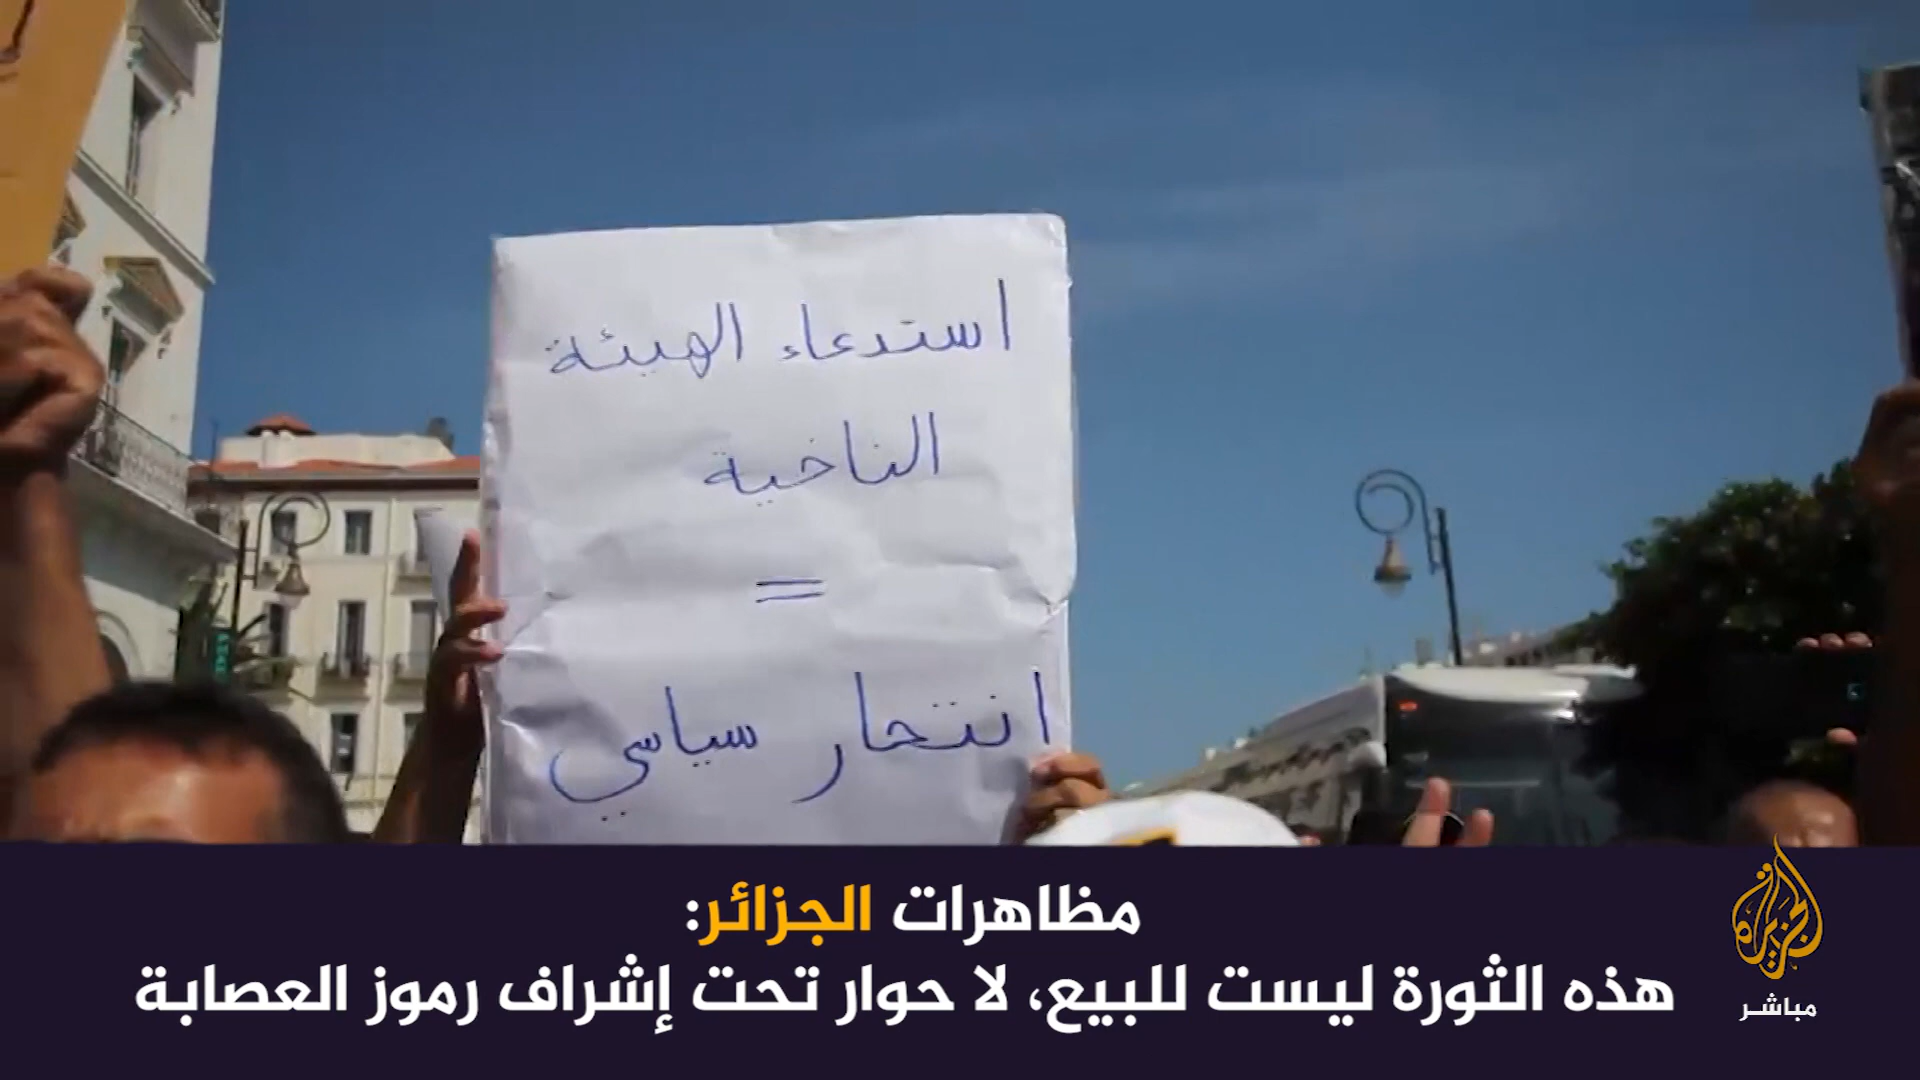 استدعاء الهيئة
الناخبة
=
انتحار سياسي
مظاهرات الجزائر:
هذه الثورة ليست للبيع، لا حوار تحت إشراف رموز العصابة
الجزيرة
مباشر